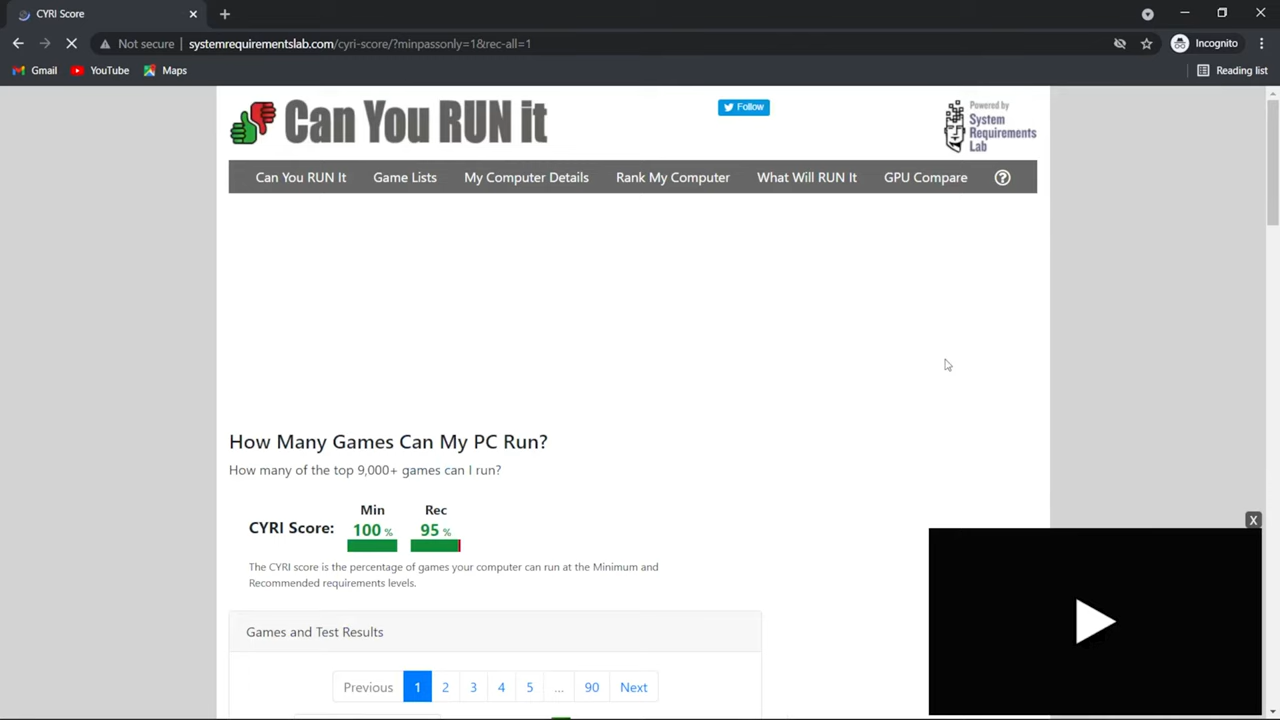 CYRI Score
Not secure systemrequirementslab.com/cyri-score/?minpassonly=1&rec-all=1 Incognito
Gmail YouTube Maps Reading list
Can You RUN it
Follow
Powered by
System
Requirements
Lab
Can You RUN It Game Lists My Computer Details Rank My Computer What Will RUN It GPU Compare ?
How Many Games Can My PC Run?
How many of the top 9,000+ games can I run?
Min Rec
CYRI Score: 100 % 95 %
The CYRI score is the percentage of games your computer can run at the Minimum and
Recommended requirements levels.
X
Games and Test Results
Previous 1 2 3 4 5 ... 90 Next